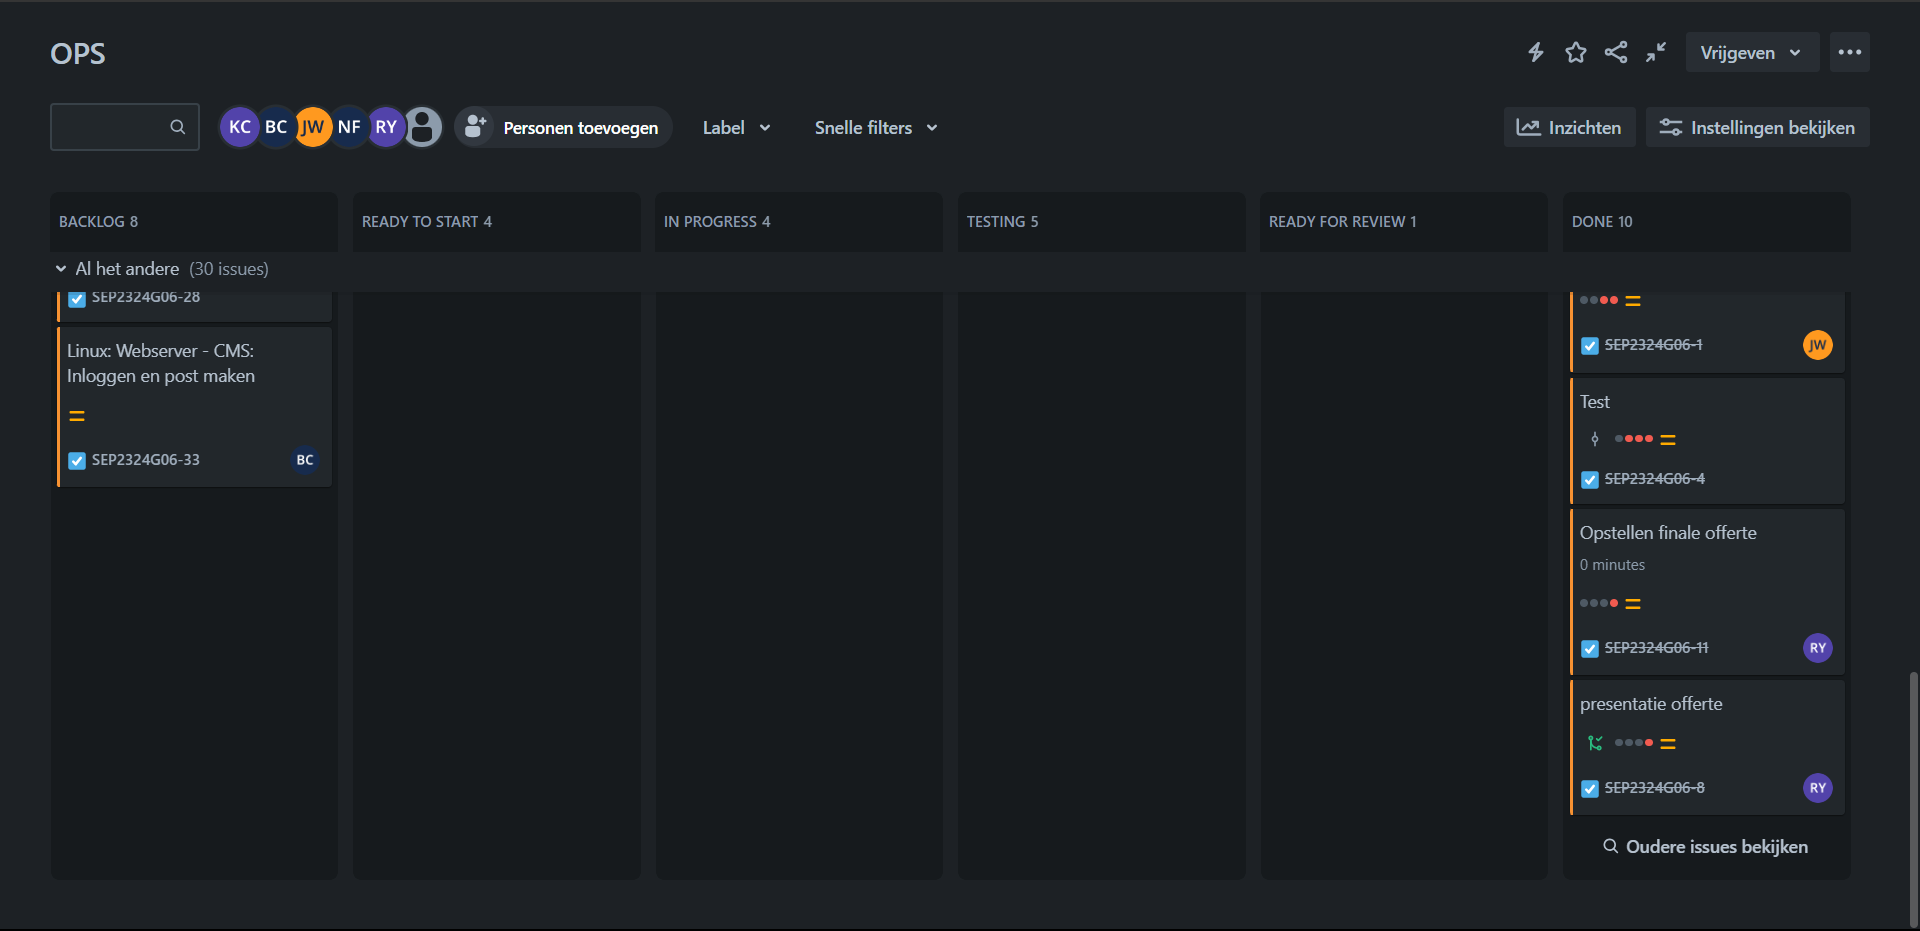 OPS
Vrijgeven
KC BC JW NF RY
Personen toevoegen
Label
Snelle filters
Inzichten
Instellingen bekijken
BACKLOG 8
READY TO START 4
IN PROGRESS 4
TESTING 5
READY FOR REVIEW 1
DONE 10
Al het andere (30 issues)
SEP2324G06-28
Linux: Webserver - CMS:
Inloggen en post maken
SEP2324G06-33
BC
SEP2324G06-1
JW
Test
SEP2324G06-4
Opstellen finale offerte
0 minutes
SEP2324G06-11
RY
presentatie offerte
SEP2324G06-8
RY
Oudere issues bekijken